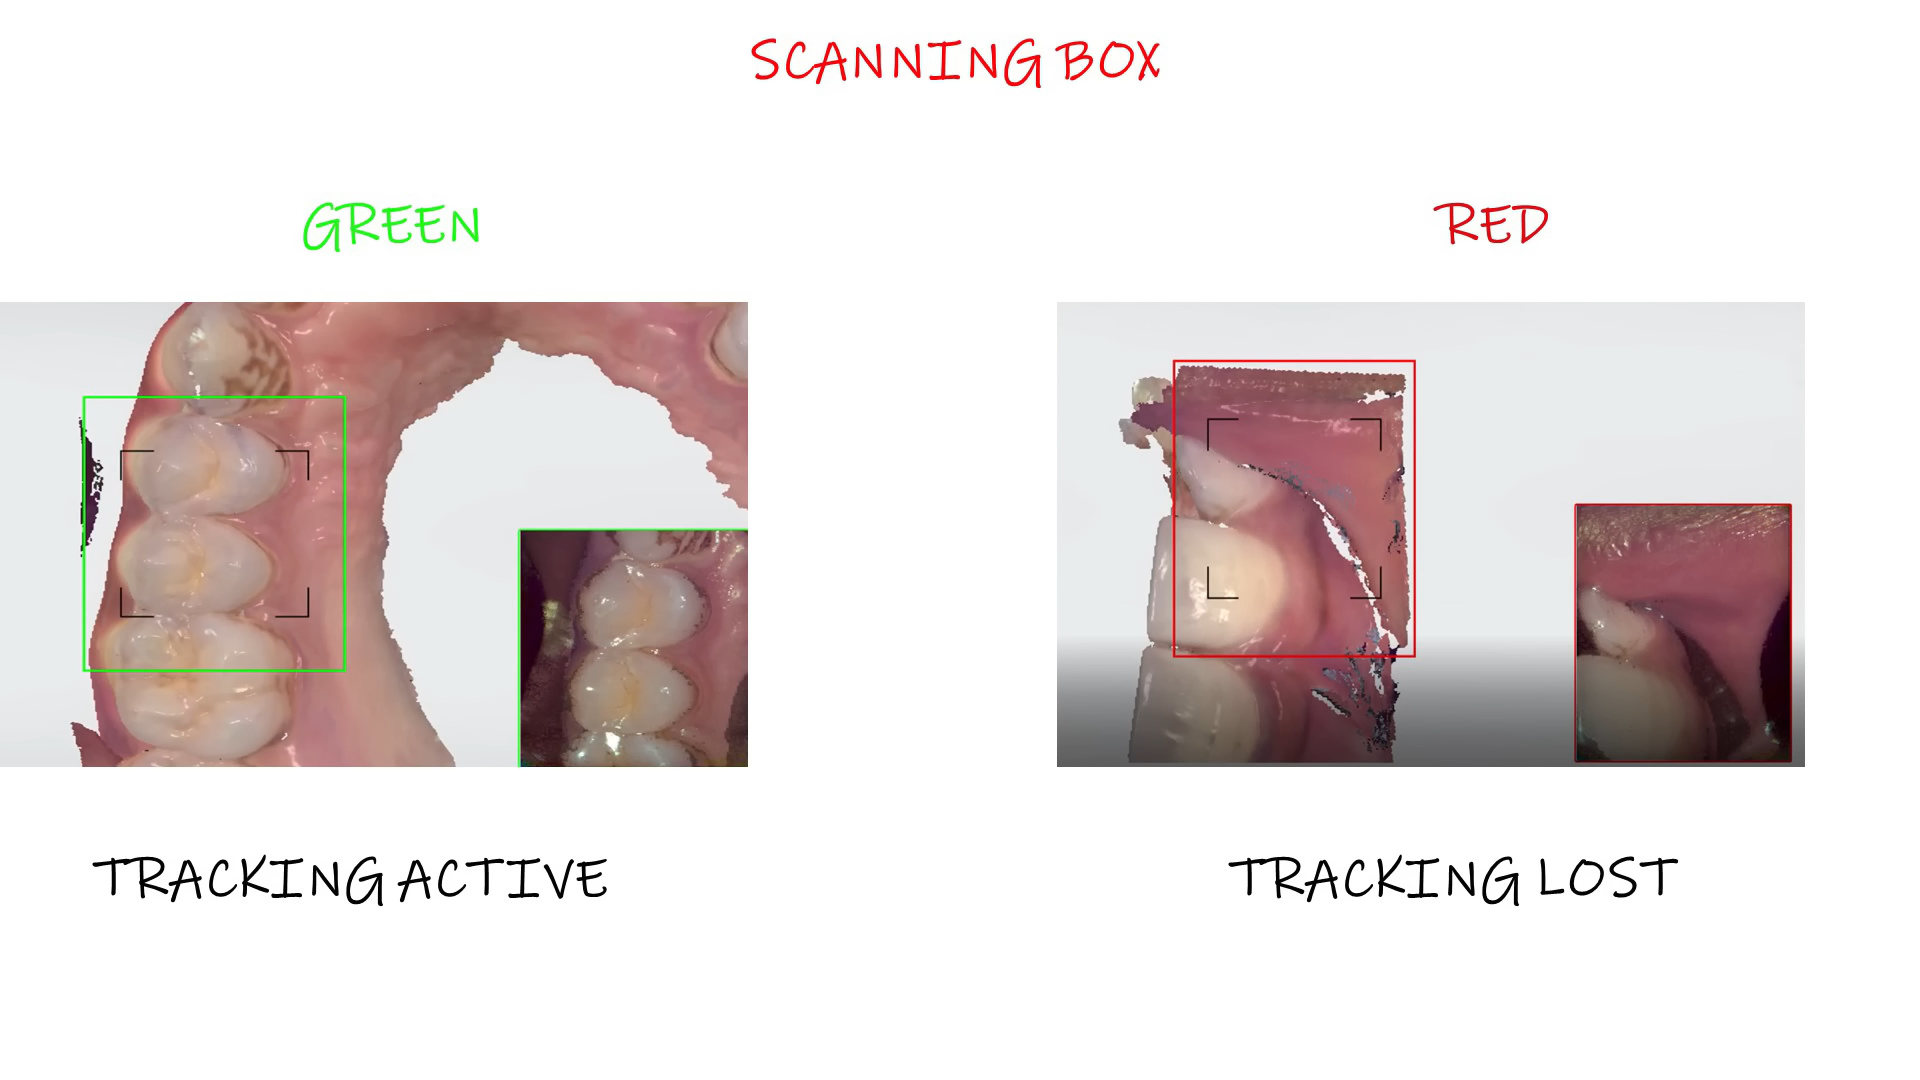 SCANNING BOX
GREEN
RED
TRACKING ACTIVE
TRACKING LOST